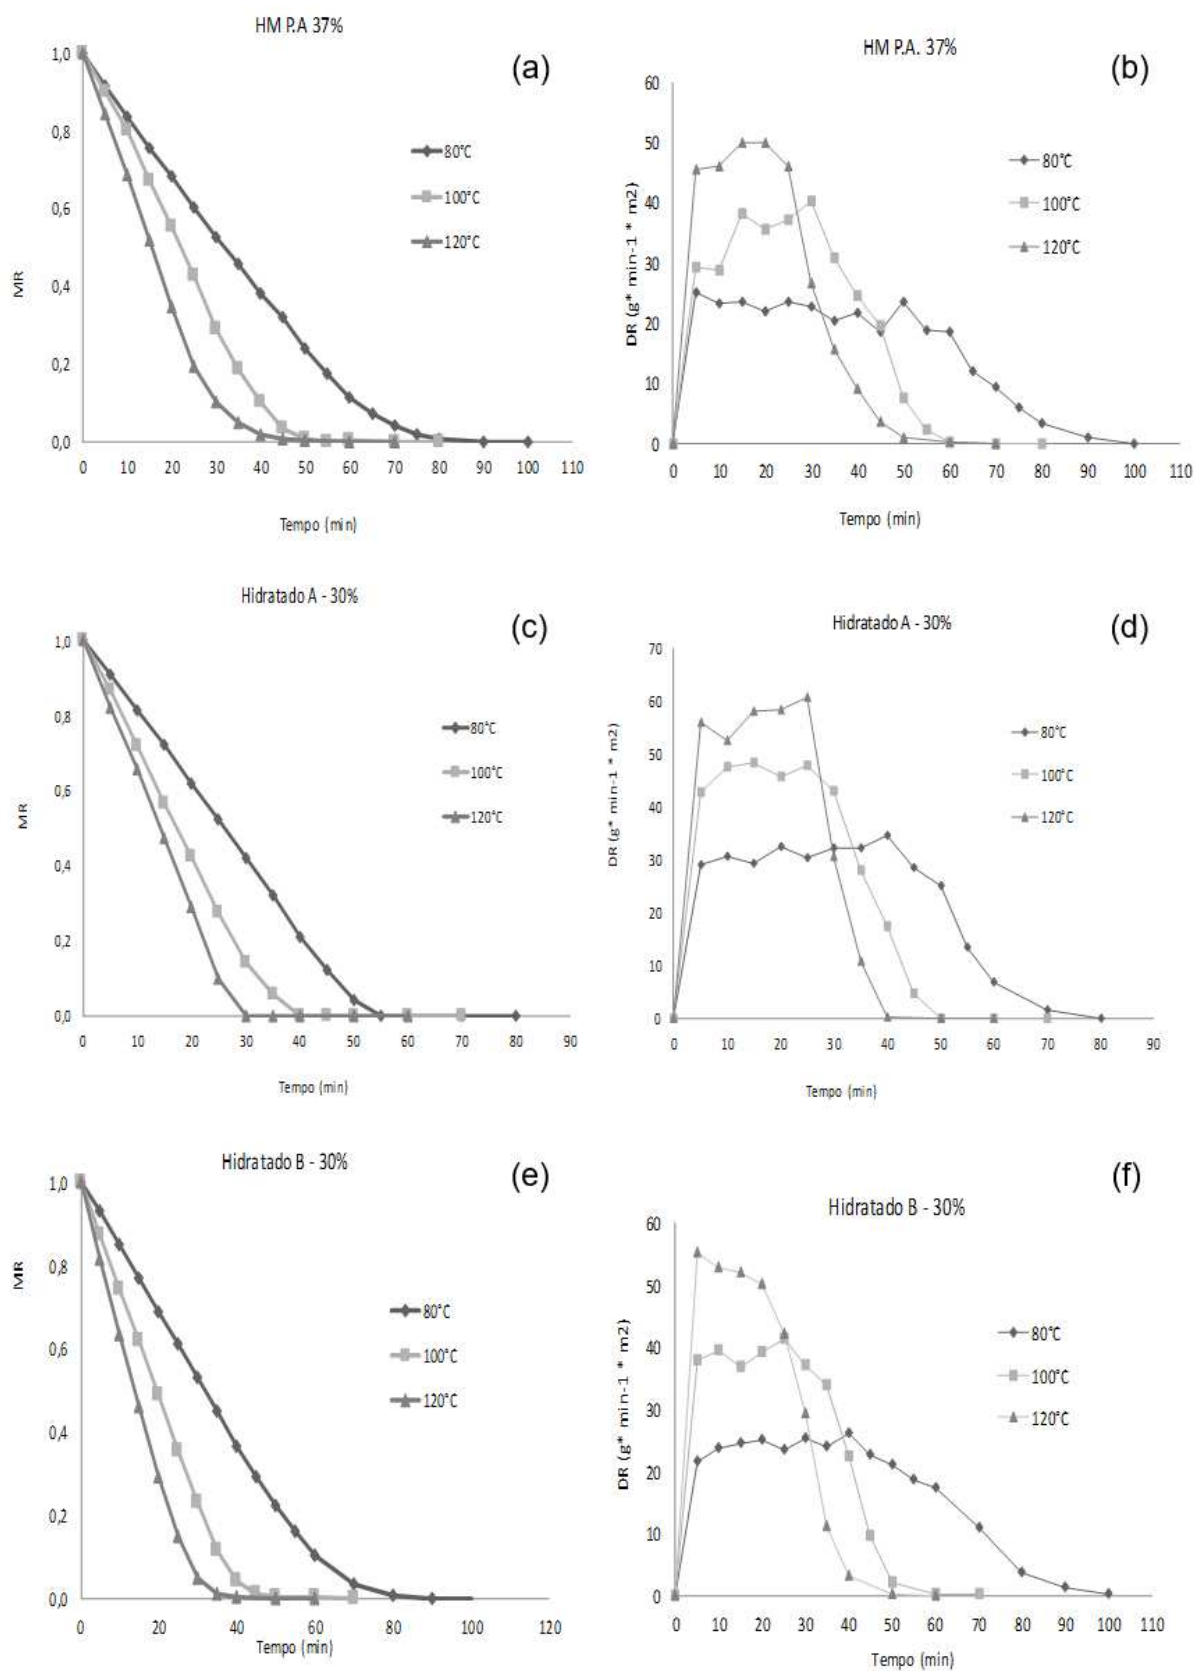 HM P.A 37%
(a)
1,0
0,8
0,6
0,4
0,2
0,0
MR
0 10 20 30 40 50 60 70 80 90 100 110
Tempo (min)
80°C
100°C
120°C
HM P.A. 37%
(b)
60
50
40
30
20
10
0
DR (g* min-1 * m2)
0 10 20 30 40 50 60 70 80 90 100 110
Tempo (min)
80°C
100°C
120°C
Hidratado A - 30%
(c)
1,0
0,8
0,6
0,4
0,2
0,0
MR
0 10 20 30 40 50 60 70 80 90
Tempo (min)
80°C
100°C
120°C
Hidratado A - 30%
(d)
70
60
50
40
30
20
10
0
DR (g* min-1 * m2)
0 10 20 30 40 50 60 70 80 90
Tempo (min)
80°C
100°C
120°C
Hidratado B - 30%
(e)
1,0
0,8
0,6
0,4
0,2
0,0
MR
0 20 40 60 80 100 120
Tempo (min)
80°C
100°C
120°C
Hidratado B - 30%
(f)
60
50
40
30
20
10
0
DR (g* min-1 * m2)
0 10 20 30 40 50 60 70 80 90 100 110
Tempo (min)
80°C
100°C
120°C